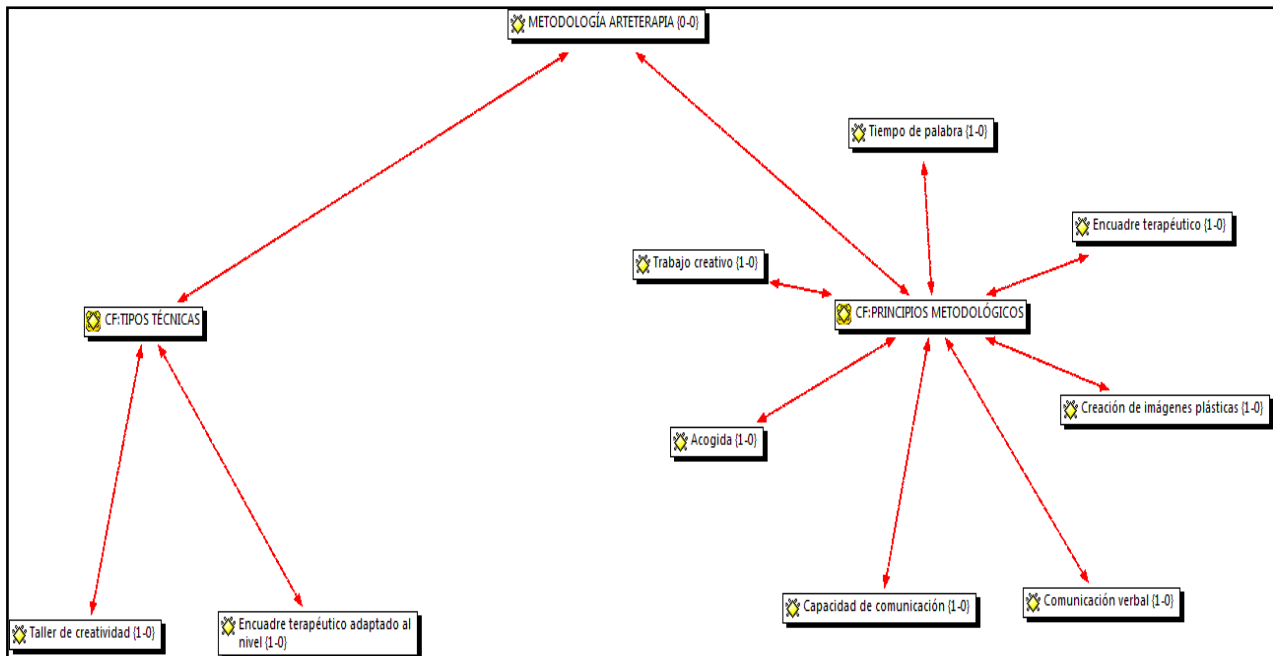 METODOLOGÍA ARTETERAPIA {0-0}
Tiempo de palabra {1-0}
Encuadre terapéutico {1-0}
Trabajo creativo {1-0}
CF:TIPOS TÉCNICAS
CF:PRINCIPIOS METODOLÓGICOS
Creación de imágenes plásticas {1-0}
Acogida {1-0}
Capacidad de comunicación {1-0}
Comunicación verbal {1-0}
Taller de creatividad {1-0}
Encuadre terapéutico adaptado al
nivel {1-0}